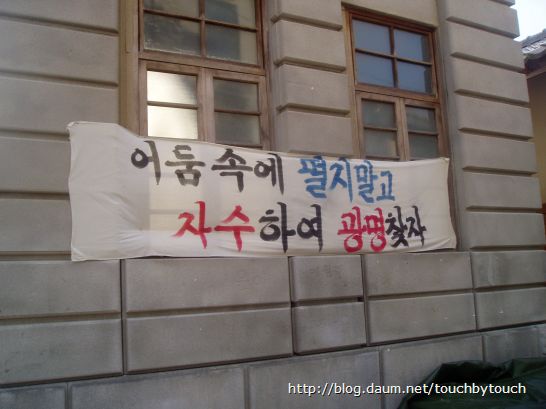 어둠속에 떨지말고
자수하여 광명찾자
http://blog.daum.net/touchbytouch